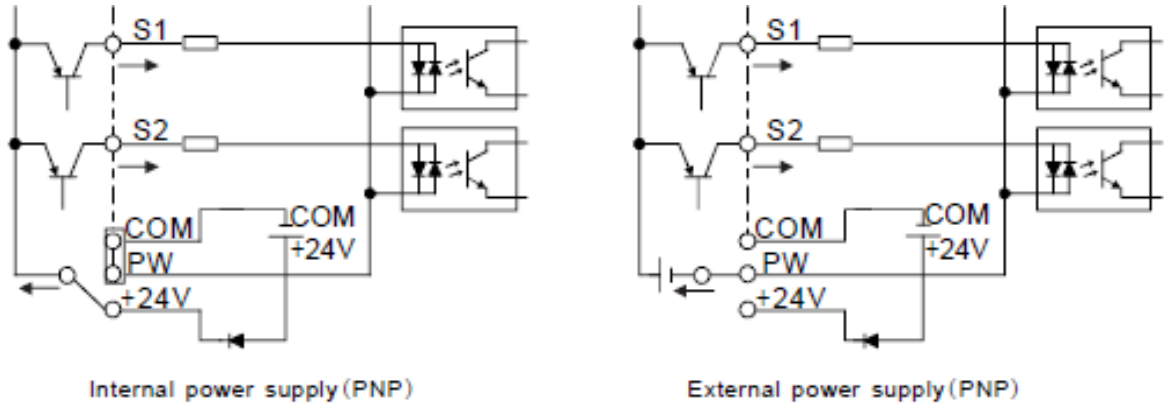 S1
S2
COM
COM
PW
+24V
+24V
Internal power supply(PNP)
S1
S2
COM
COM
PW
+24V
+24V
External power supply(PNP)